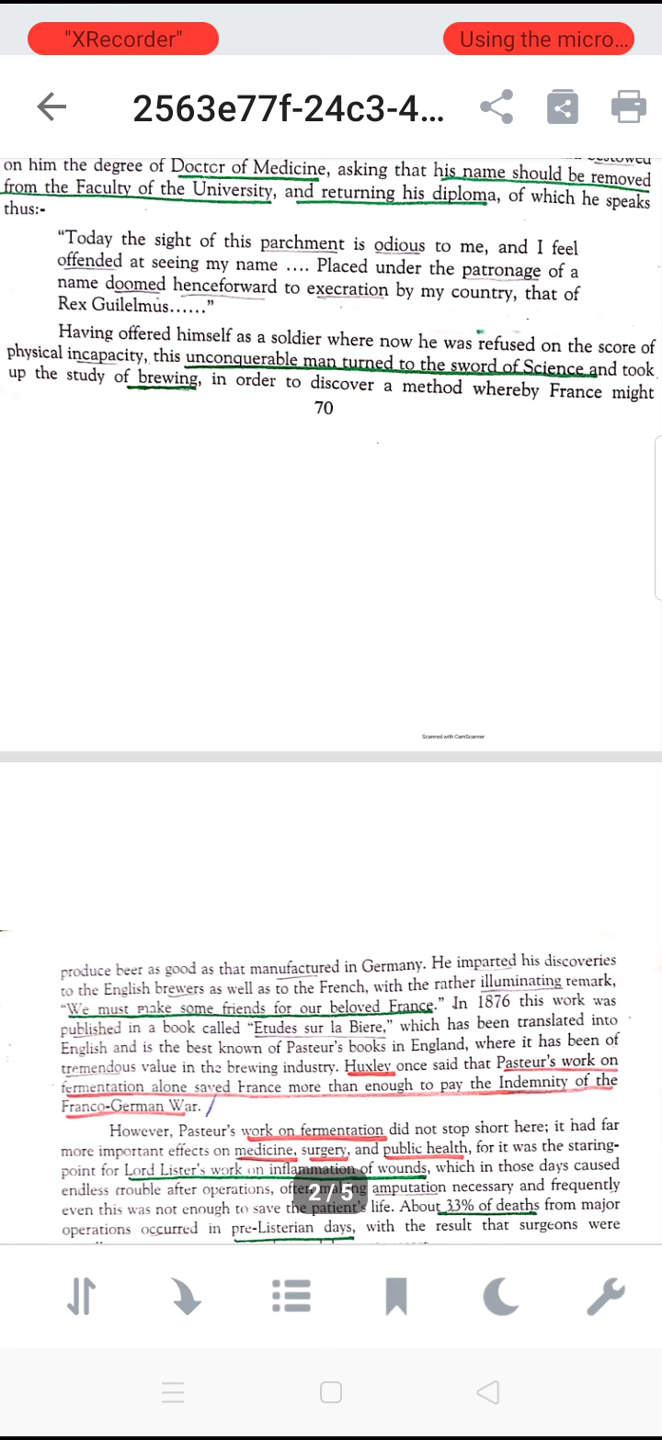 "XRecorder"
Using the micro...
2563e77f-24c3-4...
on him the degree of Doctor of Medicine, asking that his name should be removed
from the Faculty of the University, and returning his diploma, of which he speaks
thus:-
“Today the sight of this parchment is odious to me, and I feel
offended at seeing my name .... Placed under the patronage of a
name doomed henceforward to execration by my country, that of
Rex Guilelmus......”
Having offered himself as a soldier where now he was refused on the score of
physical incapacity, this unconquerable man turned to the sword of Science and took
up the study of brewing, in order to discover a method whereby France might
70
Scanned with CamScanner
produce beer as good as that manufactured in Germany. He imparted his discoveries
to the English brewers as well as to the French, with the rather illuminating remark,
“We must make some friends for our beloved France.” In 1876 this work was
published in a book called “Etudes sur la Biere,” which has been translated into
English and is the best known of Pasteur's books in England, where it has been of
tremendous value in the brewing industry. Huxley once said that Pasteur's work on
fermentation alone saved France more than enough to pay the Indemnity of the
Franco-German War.
However, Pasteur's work on fermentation did not stop short here; it had far
more important effects on medicine, surgery, and public health, for it was the staring-
point for Lord Lister's work on inflammation of wounds, which in those days caused
endless trouble after operations, often making amputation necessary and frequently
even this was not enough to save the patient's life. About 33% of deaths from major
operations occurred in pre-Listerian days, with the result that surgeons were
2 / 5